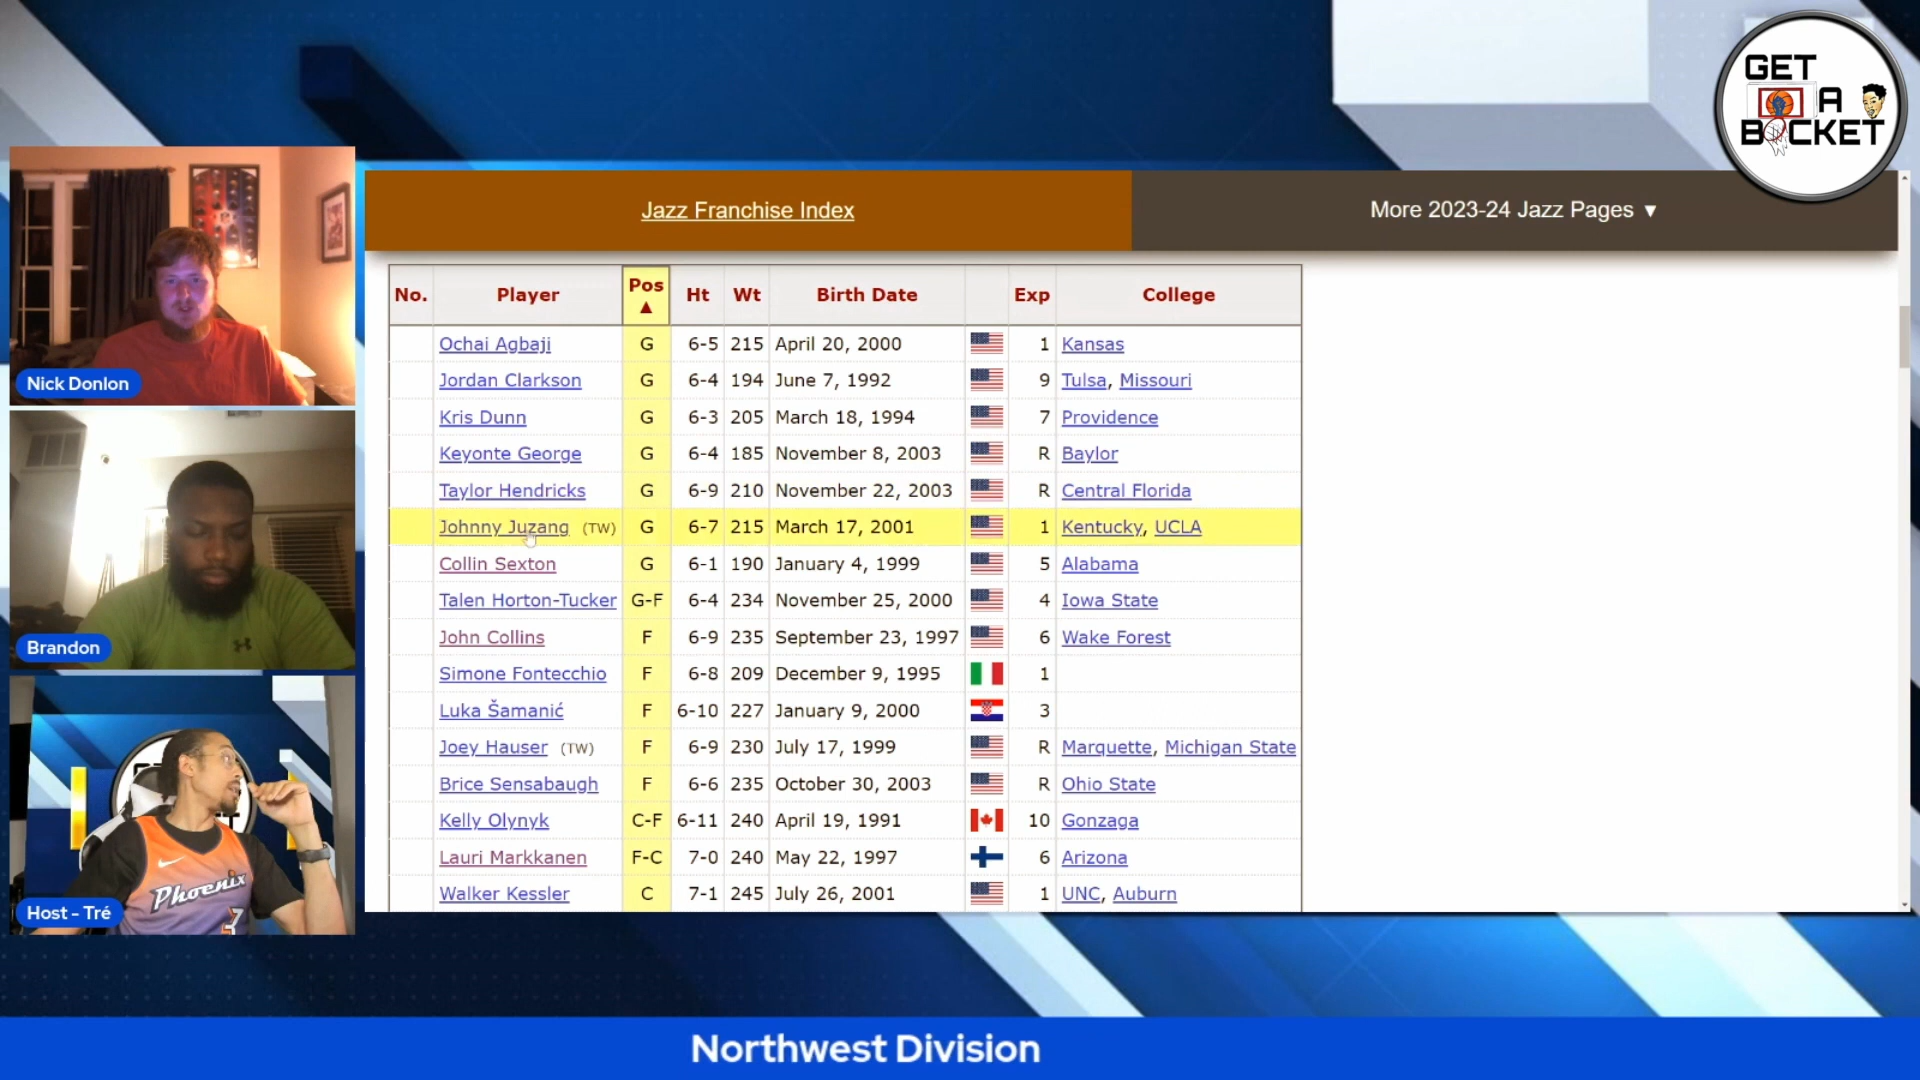 GET
A
BUCKET
Jazz Franchise Index
More 2023-24 Jazz Pages ▼
No. Player Pos ▲ Ht Wt Birth Date Exp College
Ochai Agbaji G 6-5 215 April 20, 2000 1 Kansas
Jordan Clarkson G 6-4 194 June 7, 1992 9 Tulsa, Missouri
Kris Dunn G 6-3 205 March 18, 1994 7 Providence
Keyonte George G 6-4 185 November 8, 2003 R Baylor
Taylor Hendricks G 6-9 210 November 22, 2003 R Central Florida
Johnny Juzang (TW) G 6-7 215 March 17, 2001 1 Kentucky, UCLA
Collin Sexton G 6-1 190 January 4, 1999 5 Alabama
Talen Horton-Tucker G-F 6-4 234 November 25, 2000 4 Iowa State
John Collins F 6-9 235 September 23, 1997 6 Wake Forest
Simone Fontecchio F 6-8 209 December 9, 1995 1
Luka Šamanić F 6-10 227 January 9, 2000 3
Joey Hauser (TW) F 6-9 230 July 17, 1999 R Marquette, Michigan State
Brice Sensabaugh F 6-6 235 October 30, 2003 R Ohio State
Kelly Olynyk C-F 6-11 240 April 19, 1991 10 Gonzaga
Lauri Markkanen F-C 7-0 240 May 22, 1997 6 Arizona
Walker Kessler C 7-1 245 July 26, 2001 1 UNC, Auburn
Nick Donlon
Brandon
Phoenix
3
Host - Tré
Northwest Division